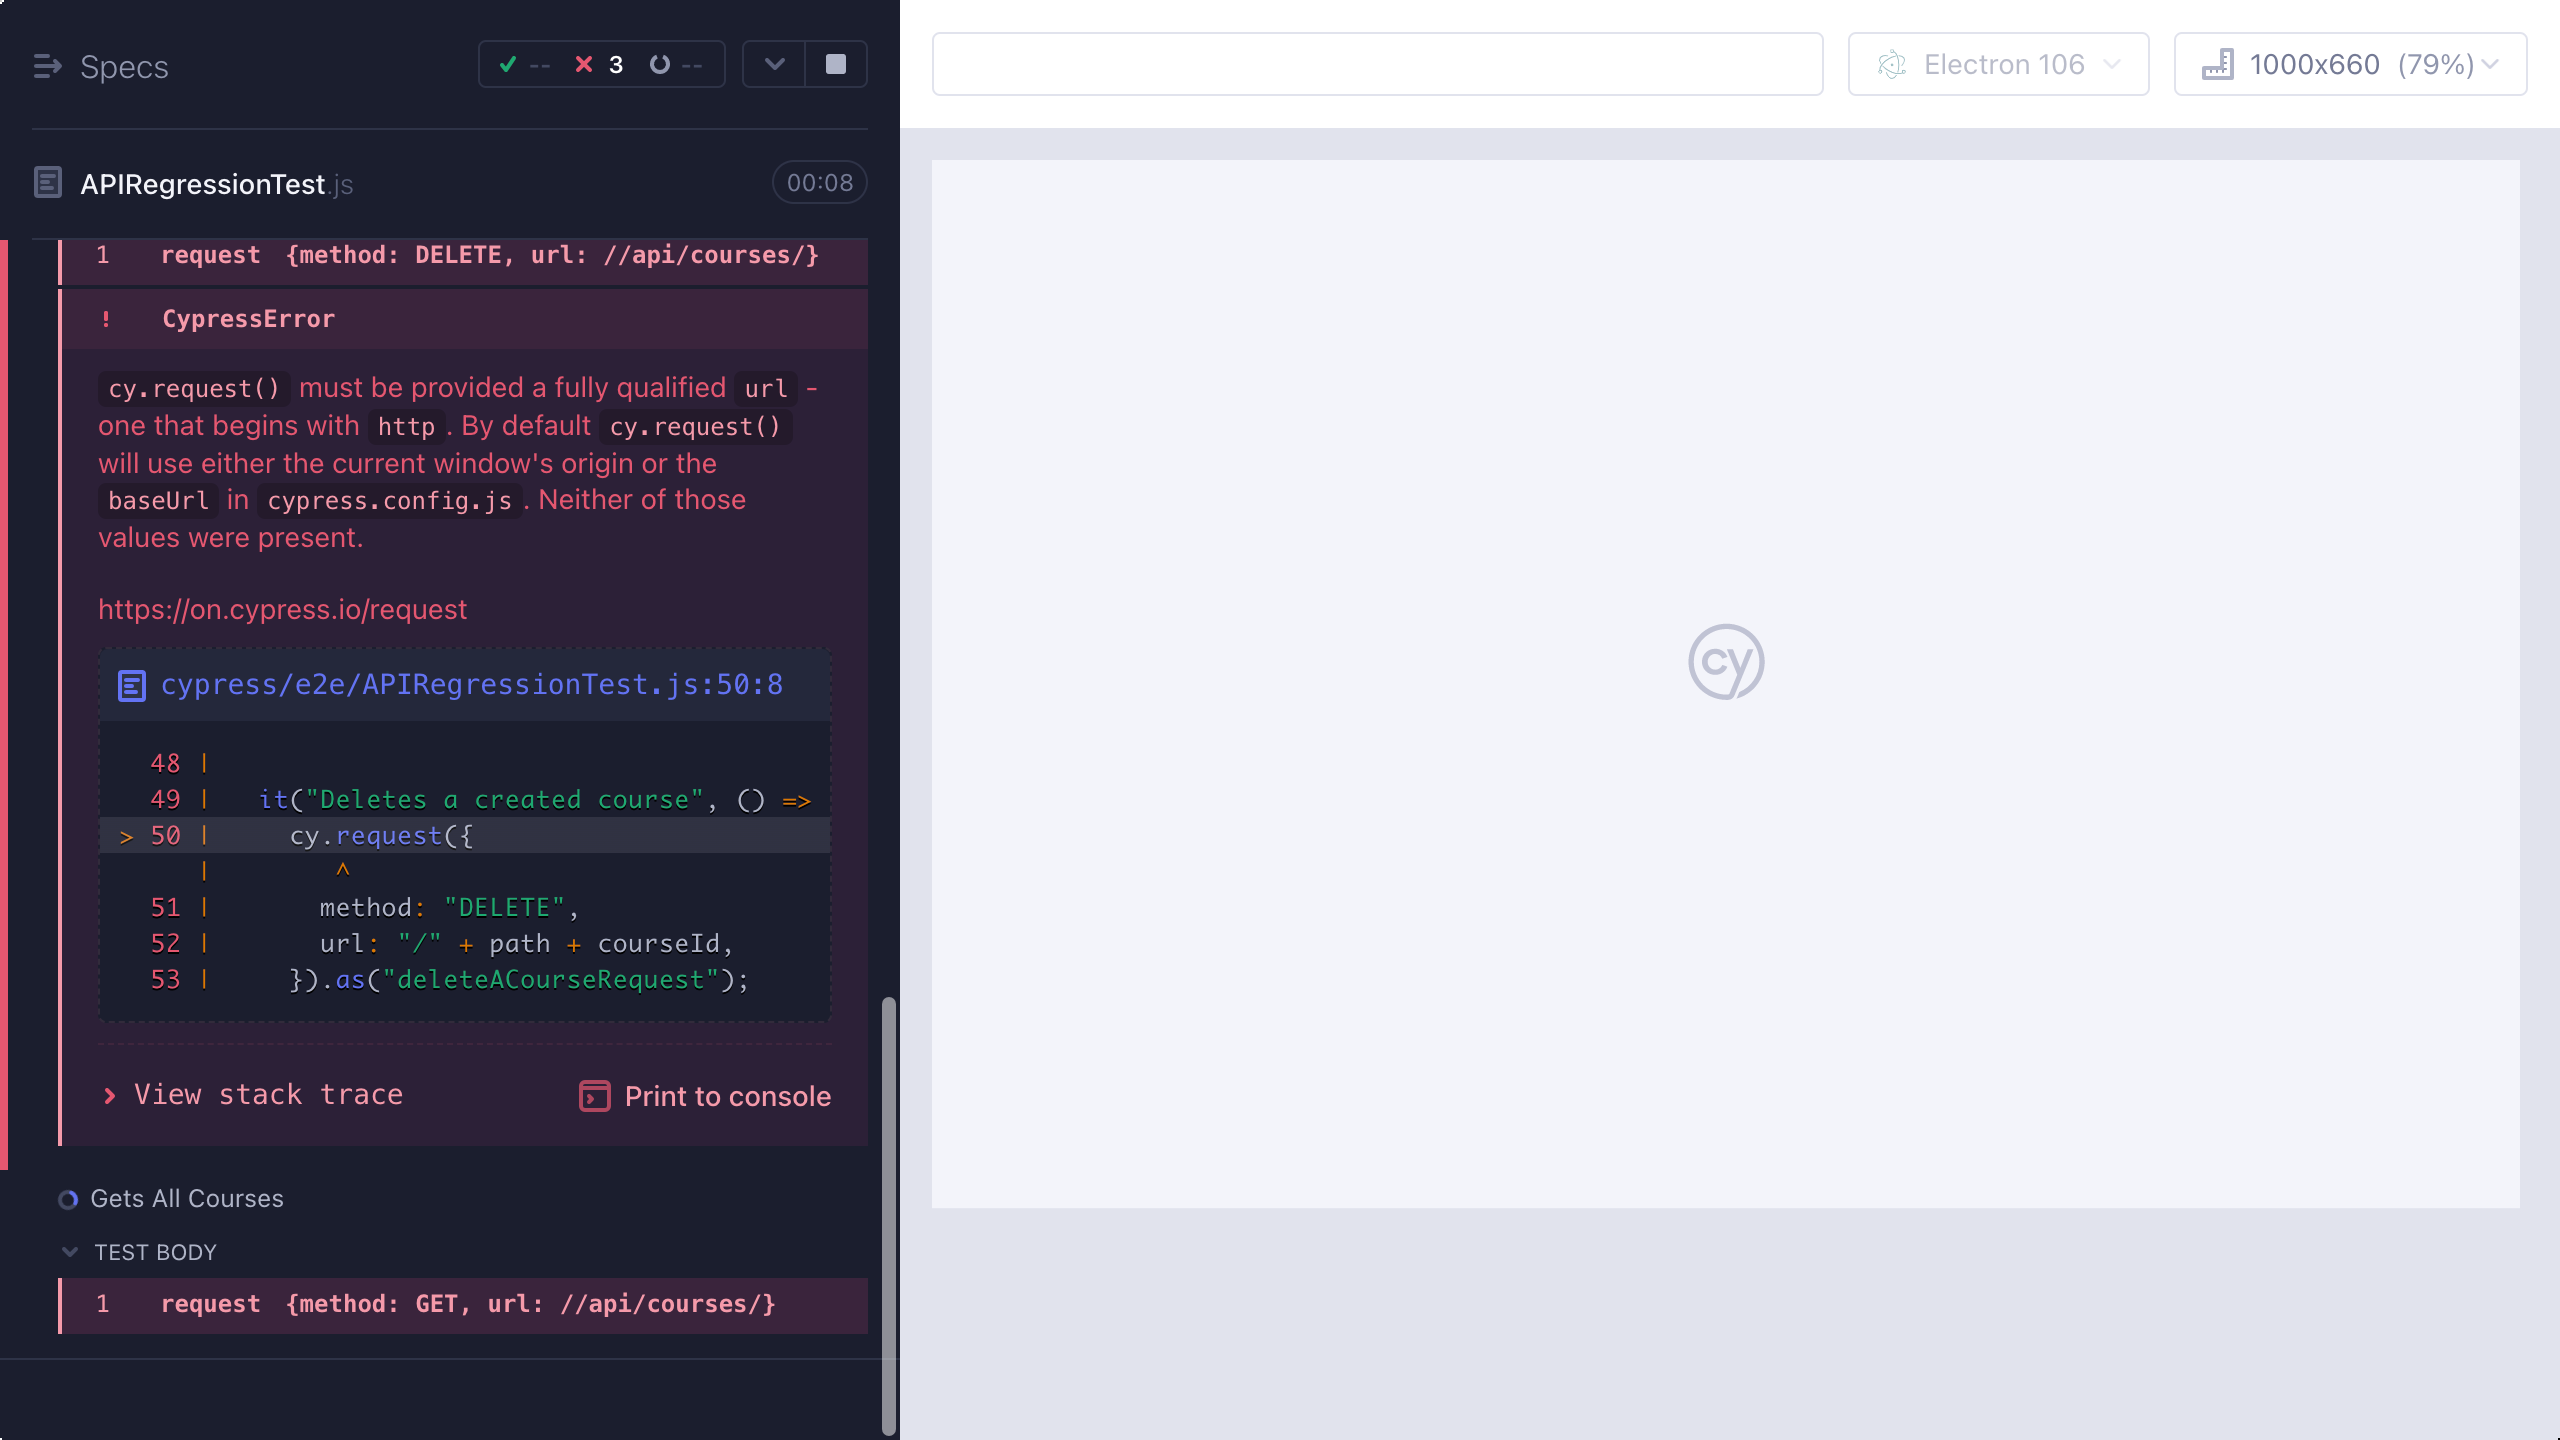 Specs
-- 3 --
Electron 106
1000x660 (79%)
APIRegressionTest.js
00:08
1 request {method: DELETE, url: //api/courses/}
! CypressError
cy.request() must be provided a fully qualified url -
one that begins with http . By default cy.request()
will use either the current window's origin or the
baseUrl in cypress.config.js . Neither of those
values were present.
https://on.cypress.io/request
cypress/e2e/APIRegressionTest.js:50:8
48 |
49 | it("Deletes a created course", () =>
> 50 | cy.request({
| ^
51 | method: "DELETE",
52 | url: "/" + path + courseId,
53 | }).as("deleteACourseRequest");
> View stack trace
Print to console
Gets All Courses
TEST BODY
1 request {method: GET, url: //api/courses/}
cy